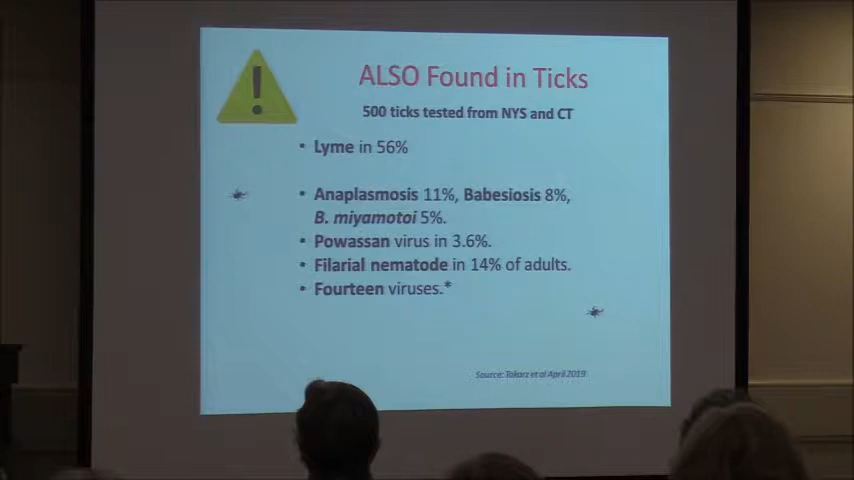 ALSO Found in Ticks
500 ticks tested from NYS and CT
• Lyme in 56%
• Anaplasmosis 11%, Babesiosis 8%,
B. miyamotoi 5%.
• Powassan virus in 3.6%.
• Filarial nematode in 14% of adults.
• Fourteen viruses.*
Source: Tokarz et al April 2019